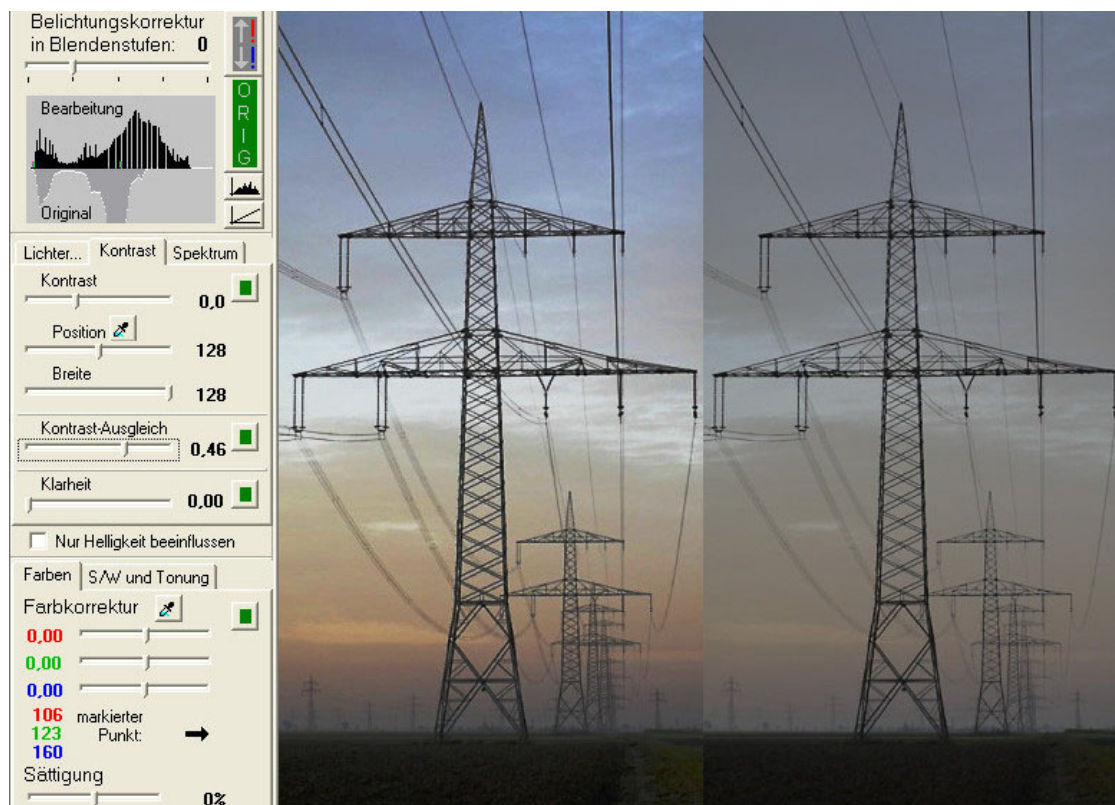 Belichtungskorrektur
in Blendenstufen: 0
ORIG
Bearbeitung
Original
Lichter... Kontrast Spektrum
Kontrast
0,0
Position
128
Breite
128
Kontrast-Ausgleich
0,46
Klarheit
0,00
Nur Helligkeit beeinflussen
Farben S/W und Tonung
Farbkorrektur
0,00
0,00
0,00
106 markierter
123 Punkt:
160
Sättigung
0%